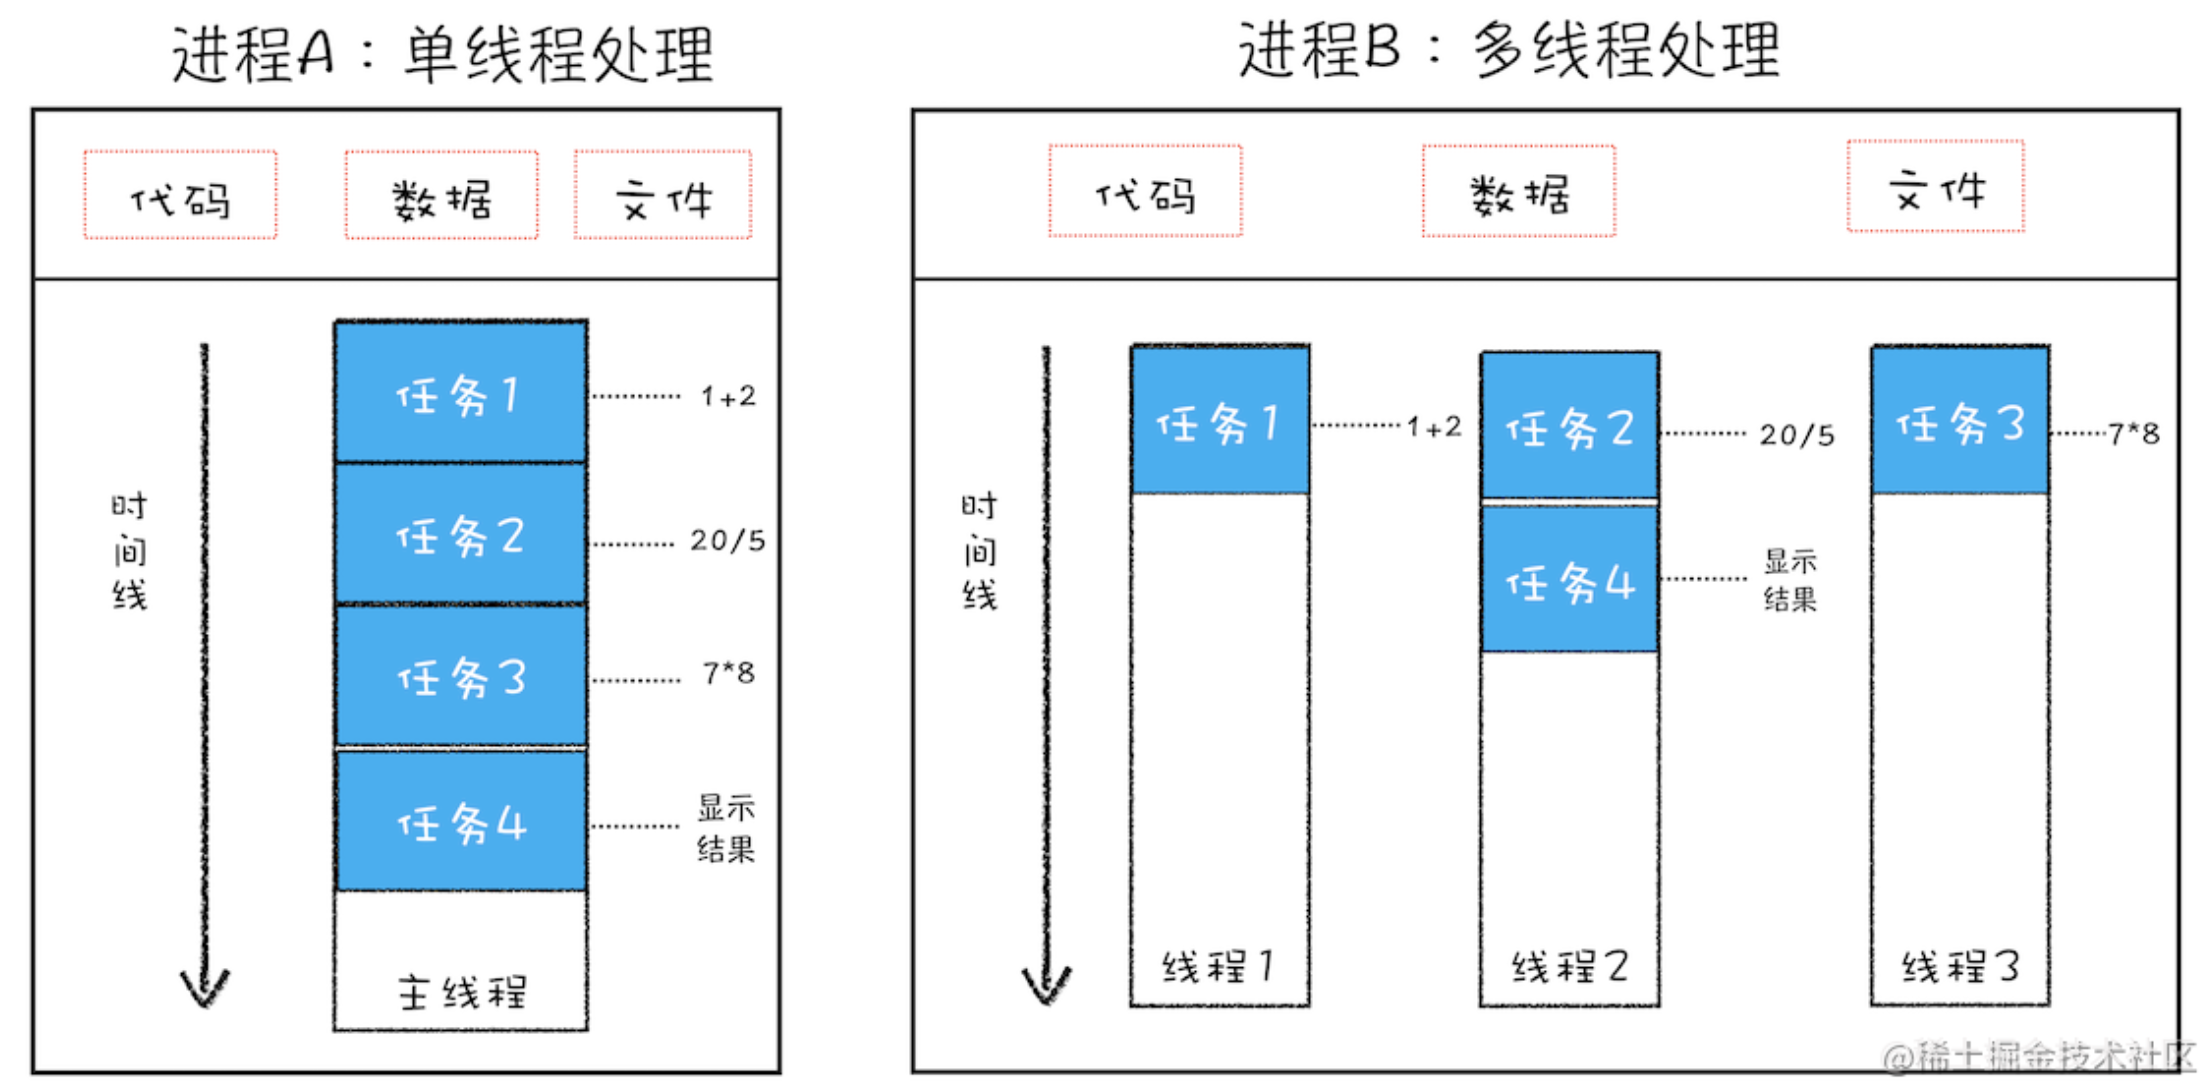 进程A：单线程处理
代码
数据
文件
时间线
任务1
1+2
任务2
20/5
任务3
7*8
任务4
显示
结果
主线程
进程B：多线程处理
代码
数据
文件
时间线
任务1
1+2
任务2
20/5
任务3
7*8
任务4
显示
结果
线程1
线程2
线程3
@稀土掘金技术社区